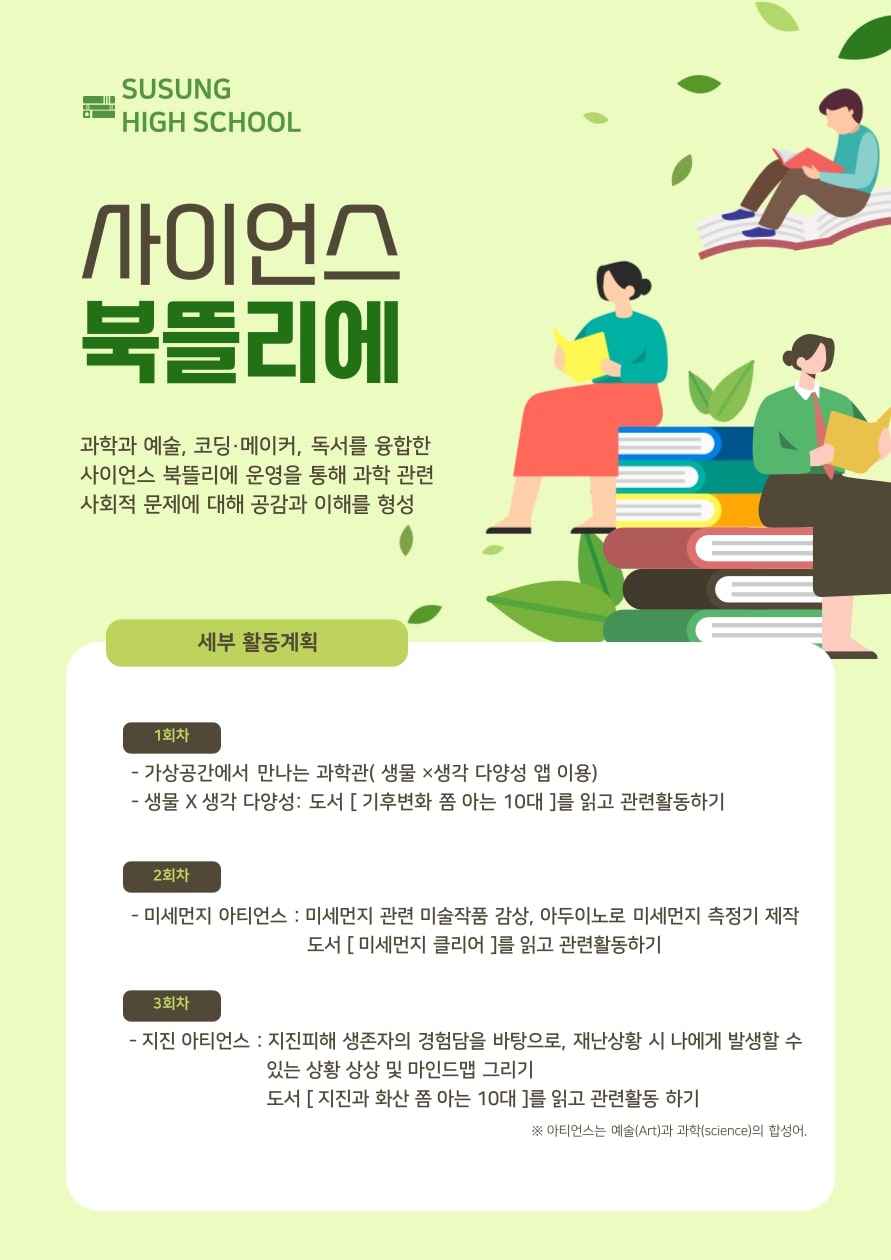 SUSUNG
HIGH SCHOOL
사이언스
북뜰리에
과학과 예술, 코딩·메이커, 독서를 융합한
사이언스 북뜰리에 운영을 통해 과학 관련
사회적 문제에 대해 공감과 이해를 형성
세부 활동계획
1회차
- 가상공간에서 만나는 과학관( 생물 ×생각 다양성 앱 이용)
- 생물 X 생각 다양성: 도서 [ 기후변화 쫌 아는 10대 ]를 읽고 관련활동하기
2회차
- 미세먼지 아티언스 : 미세먼지 관련 미술작품 감상, 아두이노로 미세먼지 측정기 제작
도서 [ 미세먼지 클리어 ]를 읽고 관련활동하기
3회차
- 지진 아티언스 : 지진피해 생존자의 경험담을 바탕으로, 재난상황 시 나에게 발생할 수
있는 상황 상상 및 마인드맵 그리기
도서 [ 지진과 화산 쫌 아는 10대 ]를 읽고 관련활동 하기
※ 아티언스는 예술(Art)과 과학(science)의 합성어.